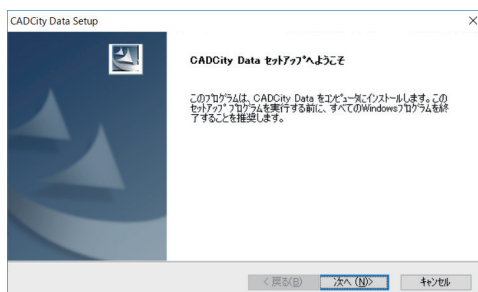 CADCity Data Setup
CADCity Data ｾｯﾄｱｯﾌﾟへようこそ
このﾌﾟﾛｸﾞﾗﾑは、CADCity Data をｺﾝﾋﾟｭｰﾀにｲﾝｽﾄｰﾙします。この
ｾｯﾄｱｯﾌﾟ ﾌﾟﾛｸﾞﾗﾑを実行する前に、すべてのWindowsﾌﾟﾛｸﾞﾗﾑを終
了することを推奨します。
< 戻る(B)
次へ (N)>
ｷｬﾝｾﾙ